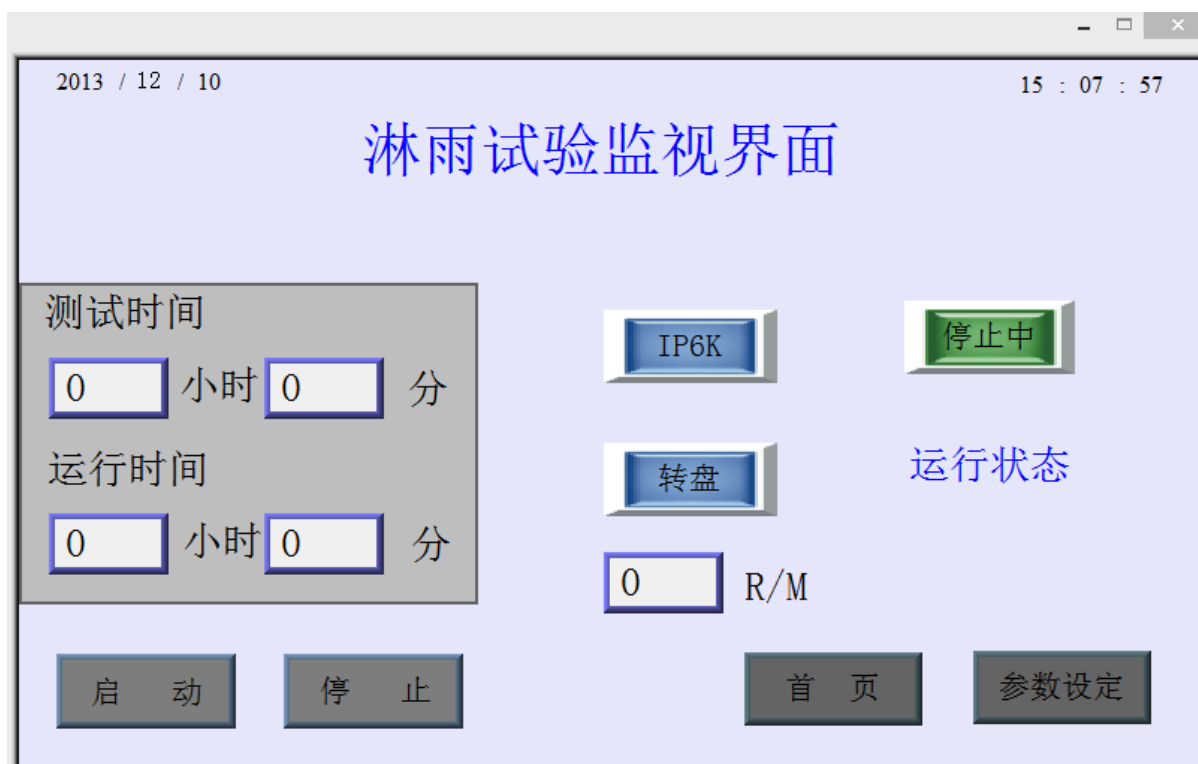 2013 / 12 / 10
15 : 07 : 57
淋雨试验监视界面
测试时间
0 小时 0 分
运行时间
0 小时 0 分
IP6K
停止中
转盘
运行状态
0 R/M
启 动
停 止
首 页
参数设定